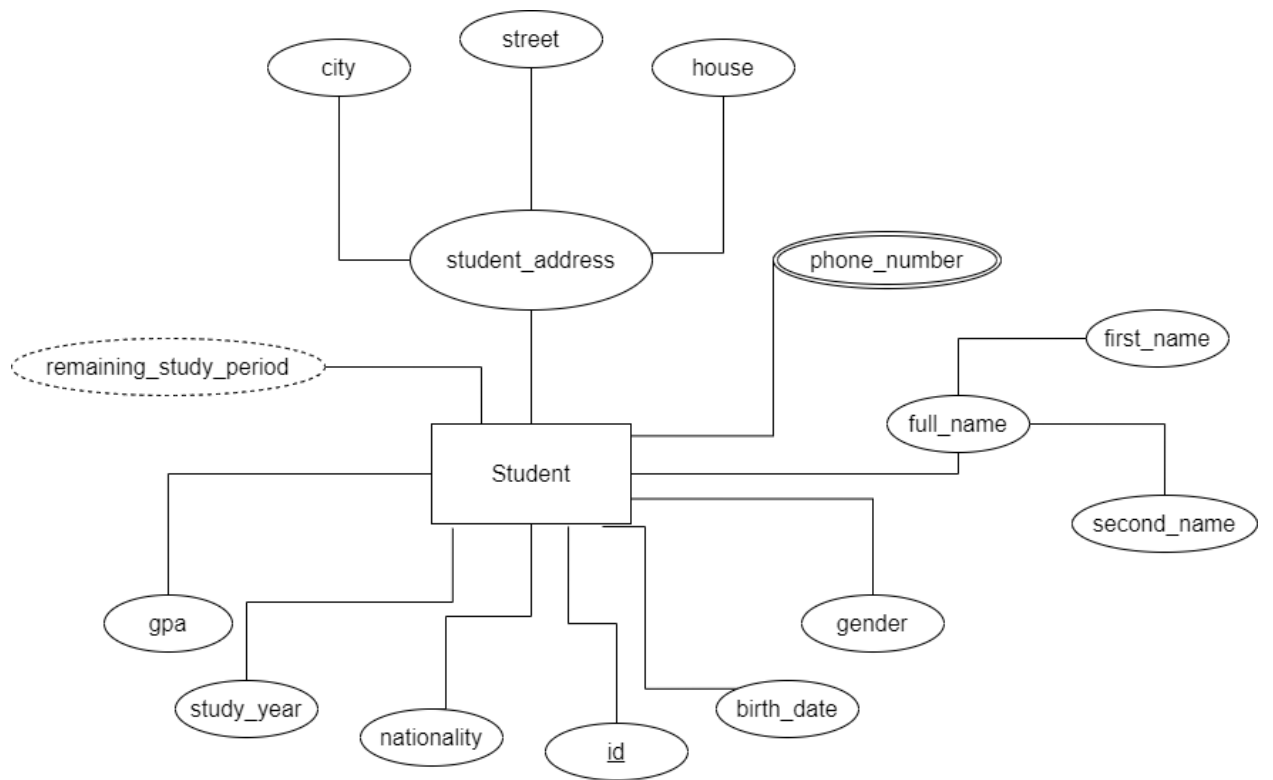 street
city
house
student_address
phone_number
first_name
remaining_study_period
full_name
Student
second_name
gpa
gender
study_year
birth_date
nationality
id